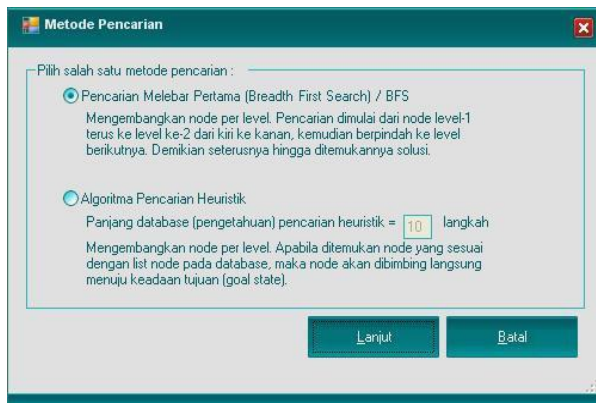 Metode Pencarian
Pilih salah satu metode pencarian :
Pencarian Melebar Pertama (Breadth First Search) / BFS
Mengembangkan node per level. Pencarian dimulai dari node level-1
terus ke level ke-2 dari kiri ke kanan, kemudian berpindah ke level
berikutnya. Demikian seterusnya hingga ditemukannya solusi.
Algoritma Pencarian Heuristik
Panjang database (pengetahuan) pencarian heuristik = 10 langkah
Mengembangkan node per level. Apabila ditemukan node yang sesuai
dengan list node pada database, maka node akan dibimbing langsung
menuju keadaan tujuan (goal state).
Lanjut Batal